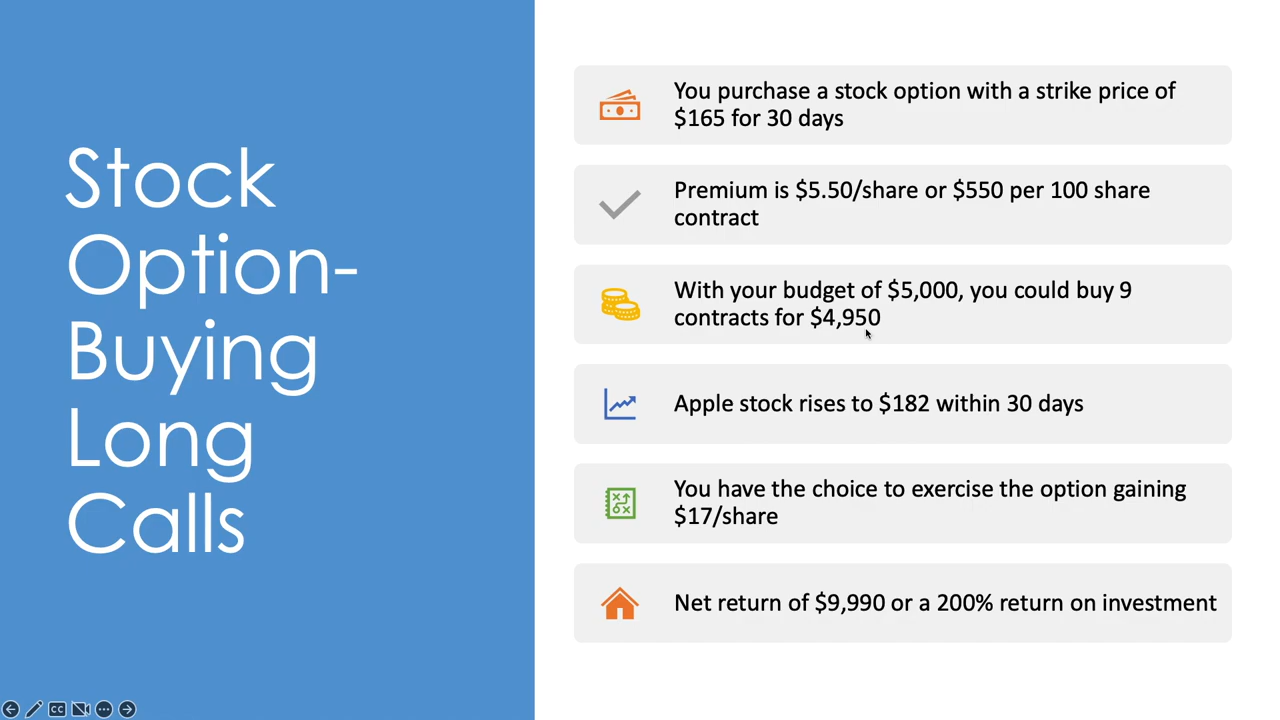 Stock
Option-
Buying
Long
Calls
You purchase a stock option with a strike price of
$165 for 30 days
Premium is $5.50/share or $550 per 100 share
contract
With your budget of $5,000, you could buy 9
contracts for $4,950
Apple stock rises to $182 within 30 days
You have the choice to exercise the option gaining
$17/share
Net return of $9,990 or a 200% return on investment
CC